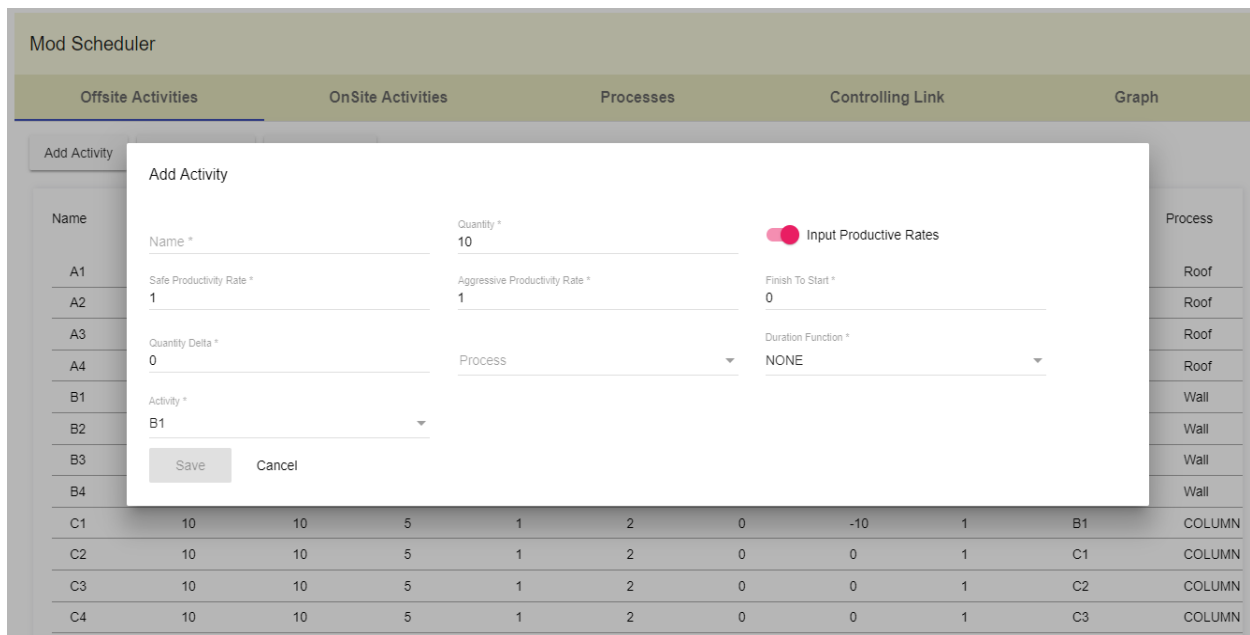 Mod Scheduler
Offsite Activities OnSite Activities Processes Controlling Link Graph
Add Activity
Add Activity
Name Process
Name * Quantity * 10 Input Productive Rates
A1 Roof
Safe Productivity Rate * Aggressive Productivity Rate * Finish To Start *
1 1 0
A2 Roof
A3 Roof
Quantity Delta * Duration Function *
0 Process NONE
A4 Roof
B1 Wall
Activity *
B1
B2 Wall
B3 Wall
Save Cancel
B4 Wall
C1 10 10 5 1 2 0 -10 1 B1 COLUMN
C2 10 10 5 1 2 0 0 1 C1 COLUMN
C3 10 10 5 1 2 0 0 1 C2 COLUMN
C4 10 10 5 1 2 0 0 1 C3 COLUMN